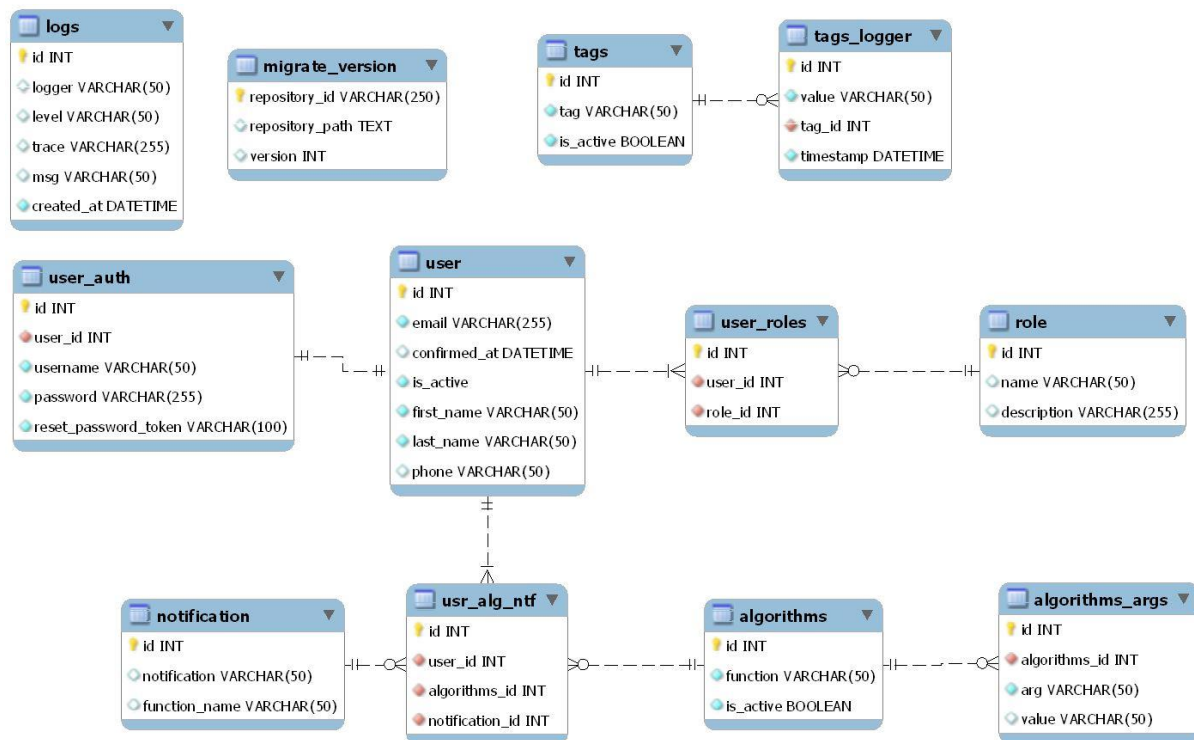 logs
id INT
logger VARCHAR(50)
level VARCHAR(50)
trace VARCHAR(255)
msg VARCHAR(50)
created_at DATETIME
migrate_version
repository_id VARCHAR(250)
repository_path TEXT
version INT
tags
id INT
tag VARCHAR(50)
is_active BOOLEAN
tags_logger
id INT
value VARCHAR(50)
tag_id INT
timestamp DATETIME
user_auth
id INT
user_id INT
username VARCHAR(50)
password VARCHAR(255)
reset_password_token VARCHAR(100)
user
id INT
email VARCHAR(255)
confirmed_at DATETIME
is_active
first_name VARCHAR(50)
last_name VARCHAR(50)
phone VARCHAR(50)
user_roles
id INT
user_id INT
role_id INT
role
id INT
name VARCHAR(50)
description VARCHAR(255)
notification
id INT
notification VARCHAR(50)
function_name VARCHAR(50)
usr_alg_ntf
id INT
user_id INT
algorithms_id INT
notification_id INT
algorithms
id INT
function VARCHAR(50)
is_active BOOLEAN
algorithms_args
id INT
algorithms_id INT
arg VARCHAR(50)
value VARCHAR(50)